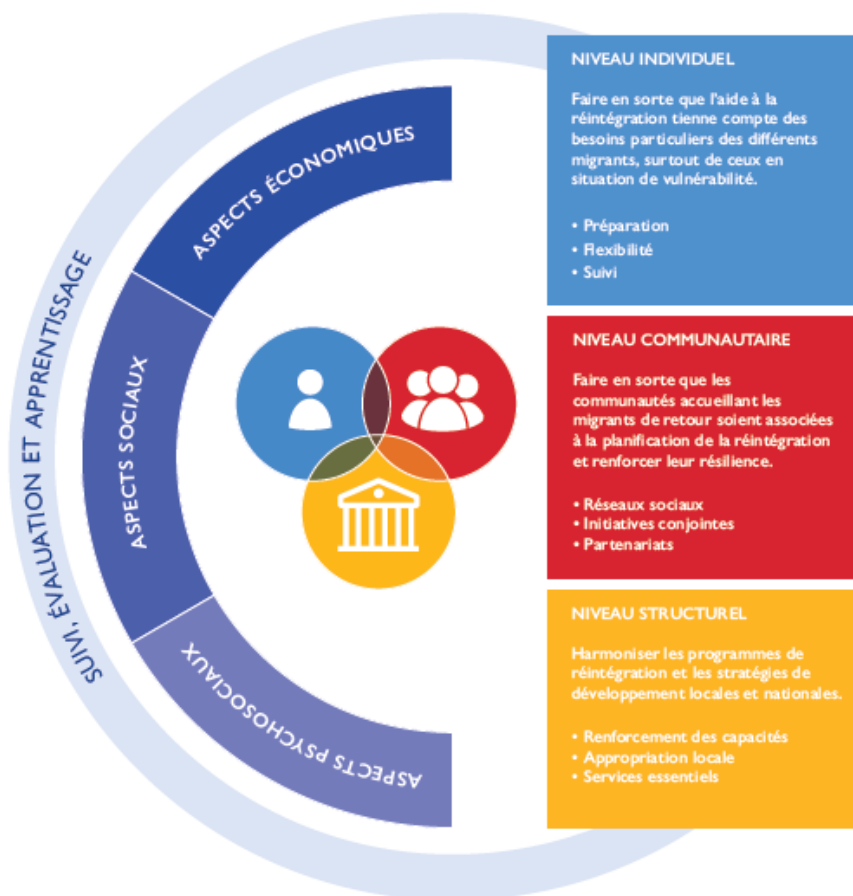 SUIVI, ÉVALUATION ET APPRENTISSAGE
ASPECTS ÉCONOMIQUES
ASPECTS SOCIAUX
ASPECTS PSYCHOSOCIAUX
NIVEAU INDIVIDUEL
Faire en sorte que l'aide à la
réintégration tienne compte des
besoins particuliers des différents
migrants, surtout de ceux en
situation de vulnérabilité.
• Préparation
• Flexibilité
• Suivi
NIVEAU COMMUNAUTAIRE
Faire en sorte que les
communautés accueillant les
migrants de retour soient associées
à la planification de la réintégration
et renforcer leur résilience.
• Réseaux sociaux
• Initiatives conjointes
• Partenariats
NIVEAU STRUCTUREL
Harmoniser les programmes de
réintégration et les stratégies de
développement locales et nationales.
• Renforcement des capacités
• Appropriation locale
• Services essentiels